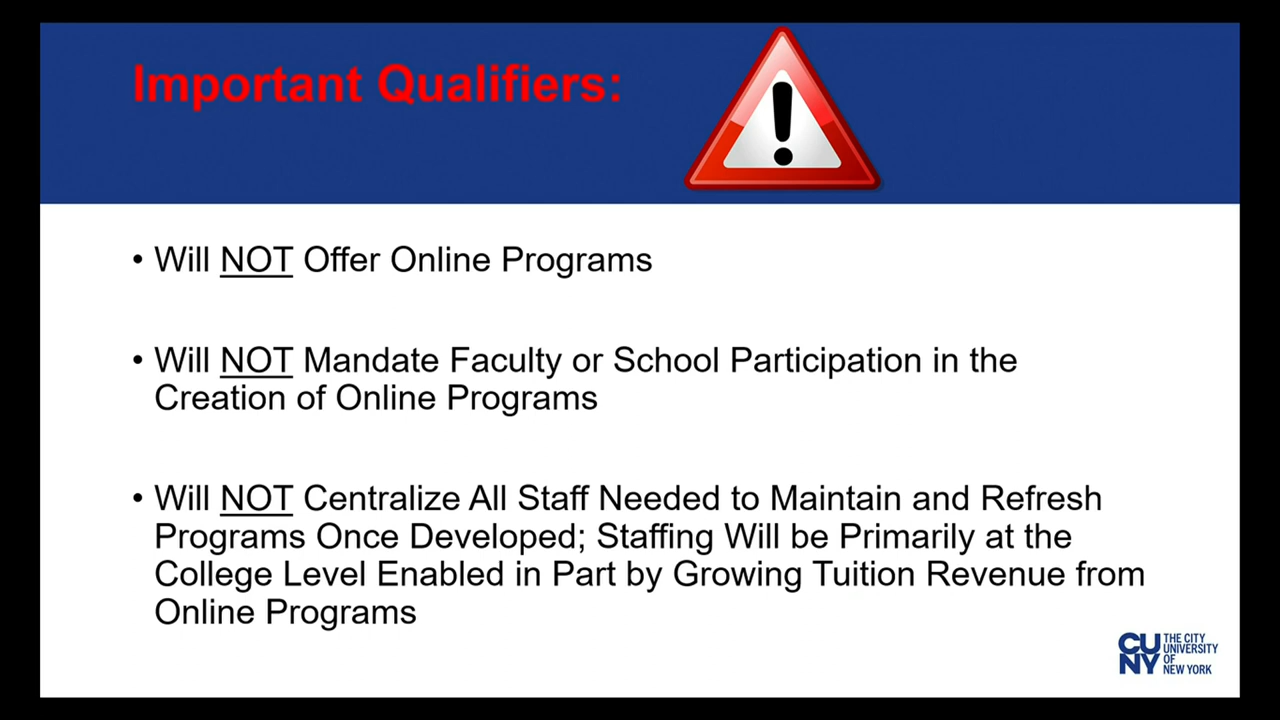 Important Qualifiers:
• Will NOT Offer Online Programs
• Will NOT Mandate Faculty or School Participation in the
Creation of Online Programs
• Will NOT Centralize All Staff Needed to Maintain and Refresh
Programs Once Developed; Staffing Will be Primarily at the
College Level Enabled in Part by Growing Tuition Revenue from
Online Programs
CU
NY
THE CITY
UNIVERSITY
OF
NEW YORK